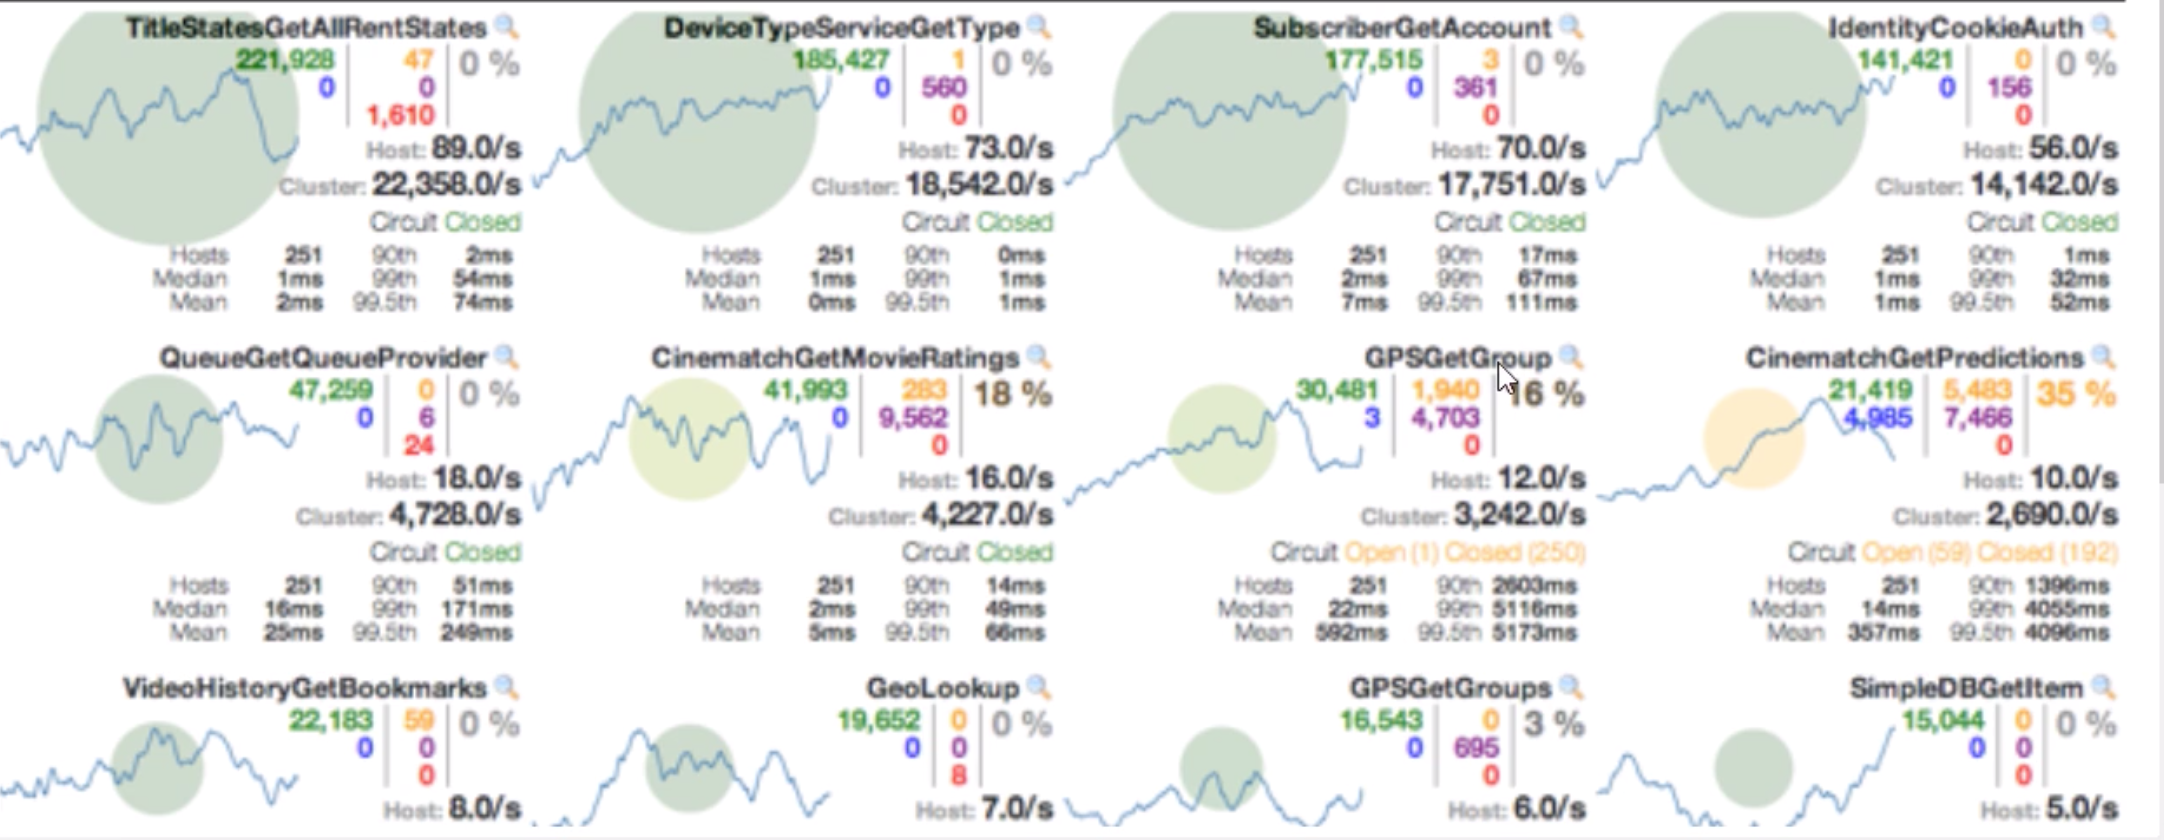 TitleStatesGetAllRentStates
221,928 47 0 %
0 0
1,610
Host: 89.0/s
Cluster: 22,358.0/s
Circuit Closed
Hosts 251 90th 2ms
Median 1ms 99th 54ms
Mean 2ms 99.5th 74ms
DeviceTypeServiceGetType
185,427 1 0 %
0 560
0
Host: 73.0/s
Cluster: 18,542.0/s
Circuit Closed
Hosts 251 90th 0ms
Median 1ms 99th 1ms
Mean 0ms 99.5th 1ms
SubscriberGetAccount
177,515 3 0 %
0 361
0
Host: 70.0/s
Cluster: 17,751.0/s
Circuit Closed
Hosts 251 90th 17ms
Median 2ms 99th 67ms
Mean 7ms 99.5th 111ms
IdentityCookieAuth
141,421 0 0 %
0 156
0
Host: 56.0/s
Cluster: 14,142.0/s
Circuit Closed
Hosts 251 90th 1ms
Median 1ms 99th 32ms
Mean 1ms 99.5th 52ms
QueueGetQueueProvider
47,259 0 0 %
0 6
24
Host: 18.0/s
Cluster: 4,728.0/s
Circuit Closed
Hosts 251 90th 51ms
Median 16ms 99th 171ms
Mean 25ms 99.5th 249ms
CinematchGetMovieRatings
41,993 283 18 %
0 9,562
0
Host: 16.0/s
Cluster: 4,227.0/s
Circuit Closed
Hosts 251 90th 14ms
Median 2ms 99th 49ms
Mean 5ms 99.5th 66ms
GPSGetGroup
30,481 1,940 16 %
3 4,703
0
Host: 12.0/s
Cluster: 3,242.0/s
Circuit Open (1) Closed (250)
Hosts 251 90th 2603ms
Median 22ms 99th 5116ms
Mean 592ms 99.5th 5173ms
CinematchGetPredictions
21,419 5,483 35 %
4,985 7,466
0
Host: 10.0/s
Cluster: 2,690.0/s
Circuit Open (59) Closed (192)
Hosts 251 90th 1396ms
Median 14ms 99th 4055ms
Mean 357ms 99.5th 4096ms
VideoHistoryGetBookmarks
22,183 59 0 %
0 0
0
Host: 8.0/s
GeoLookup
19,652 0 0 %
0 0
8
Host: 7.0/s
GPSGetGroups
16,543 0 3 %
0 695
0
Host: 6.0/s
SimpleDBGetItem
15,044 0 0 %
0 0
0
Host: 5.0/s